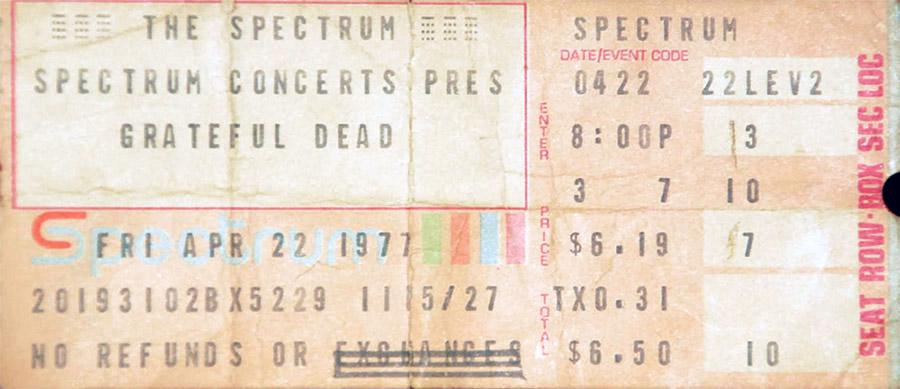 THE SPECTRUM
SPECTRUM CONCERTS PRES
GRATEFUL DEAD
Spectrum
FRI APR 22 1977
20193102BX5229 1115/27
NO REFUNDS OR EXCHANGES
SPECTRUM
DATE/EVENT CODE
0422 22LEV2
ENTER
8:00P 13
3 7 10
PRICE
$6.19 7
TOTAL
TX0.31
$6.50 10
SEAT ROW·BOX SEC LOC